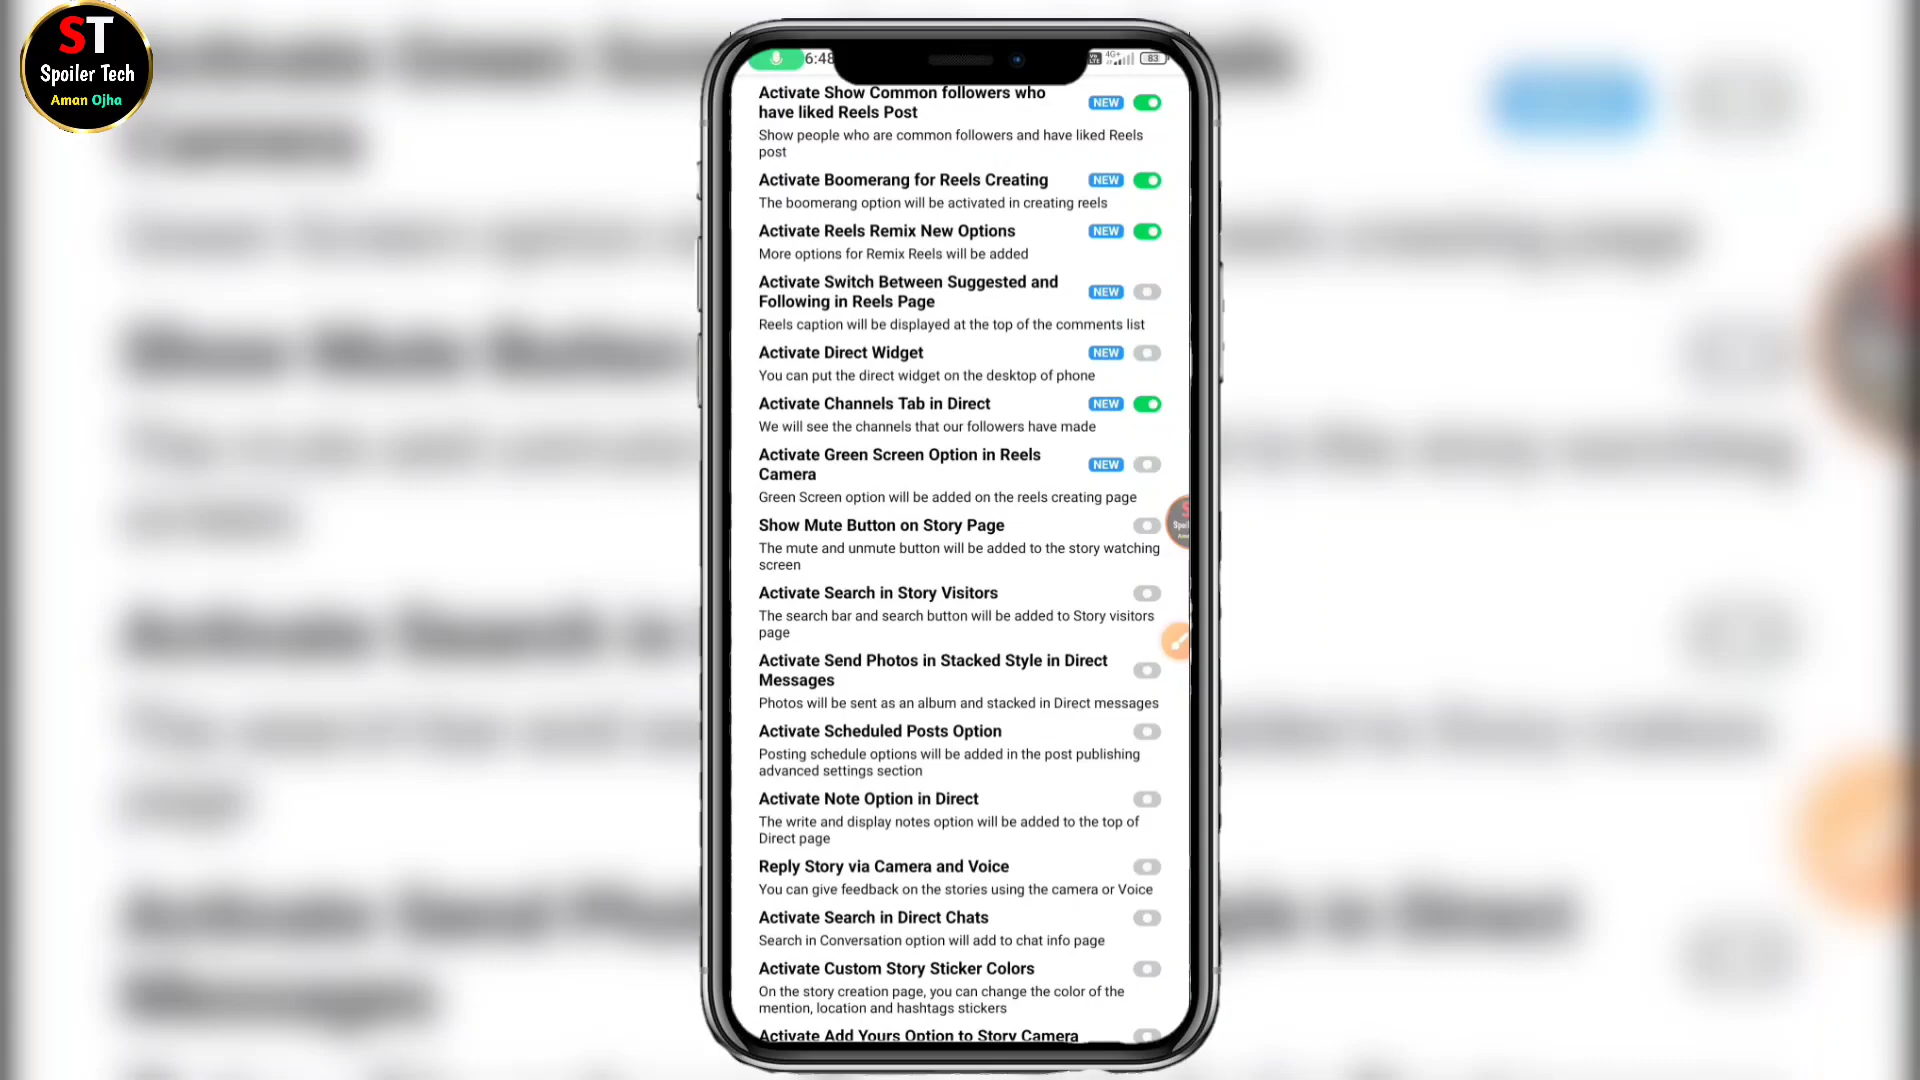 ST
Spoiler Tech
Aman Ojha
6:48
4G+
83
Activate Show Common followers who
have liked Reels Post
NEW
Show people who are common followers and have liked Reels
post
Activate Boomerang for Reels Creating
NEW
The boomerang option will be activated in creating reels
Activate Reels Remix New Options
NEW
More options for Remix Reels will be added
Activate Switch Between Suggested and
Following in Reels Page
NEW
Reels caption will be displayed at the top of the comments list
Activate Direct Widget
NEW
You can put the direct widget on the desktop of phone
Activate Channels Tab in Direct
NEW
We will see the channels that our followers have made
Activate Green Screen Option in Reels
Camera
NEW
Green Screen option will be added on the reels creating page
Show Mute Button on Story Page
The mute and unmute button will be added to the story watching
screen
Activate Search in Story Visitors
The search bar and search button will be added to Story visitors
page
Activate Send Photos in Stacked Style in Direct
Messages
Photos will be sent as an album and stacked in Direct messages
Activate Scheduled Posts Option
Posting schedule options will be added in the post publishing
advanced settings section
Activate Note Option in Direct
The write and display notes option will be added to the top of
Direct page
Reply Story via Camera and Voice
You can give feedback on the stories using the camera or Voice
Activate Search in Direct Chats
Search in Conversation option will add to chat info page
Activate Custom Story Sticker Colors
On the story creation page, you can change the color of the
mention, location and hashtags stickers
Activate Add Yours Option to Story Camera